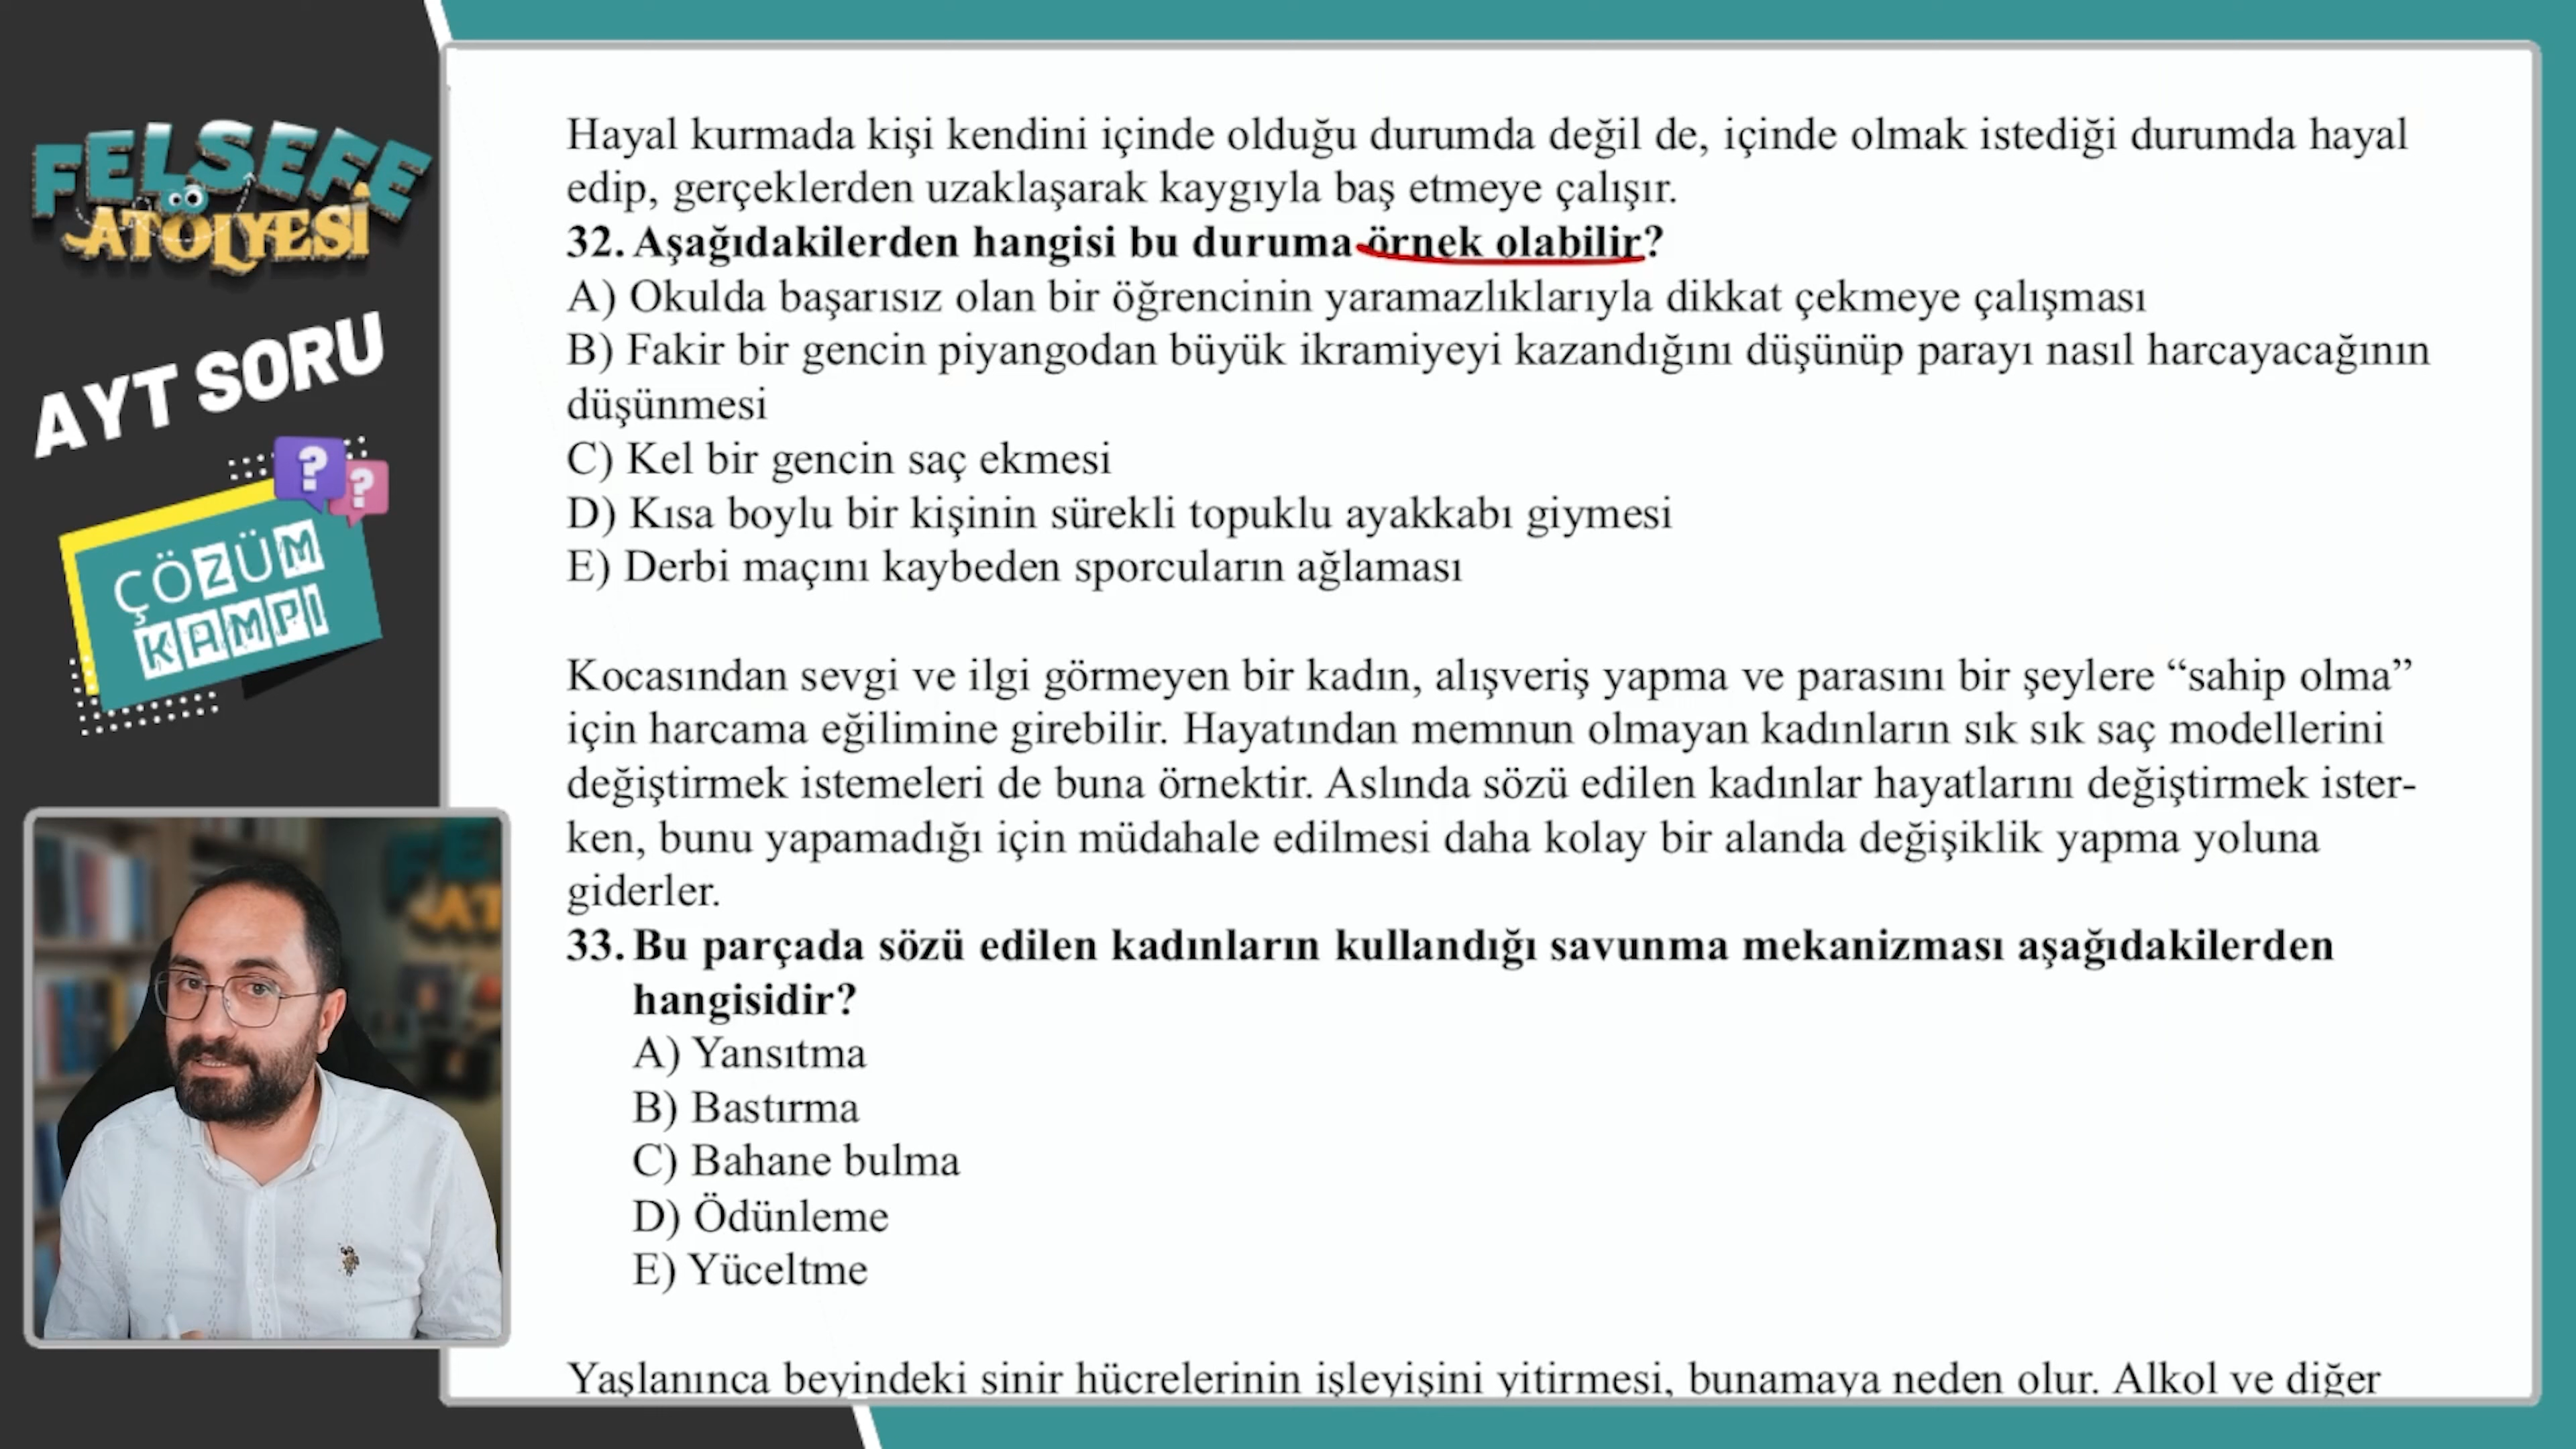 FELSEFE
ATÖLYESİ
AYT SORU
ÇÖZÜM
KAMPI
Hayal kurmada kişi kendini içinde olduğu durumda değil de, içinde olmak istediği durumda hayal
edip, gerçeklerden uzaklaşarak kaygıyla baş etmeye çalışır.
32. Aşağıdakilerden hangisi bu duruma örnek olabilir?
A) Okulda başarısız olan bir öğrencinin yaramazlıklarıyla dikkat çekmeye çalışması
B) Fakir bir gencin piyangodan büyük ikramiyeyi kazandığını düşünüp parayı nasıl harcayacağının
düşünmesi
C) Kel bir gencin saç ekmesi
D) Kısa boylu bir kişinin sürekli topuklu ayakkabı giymesi
E) Derbi maçını kaybeden sporcuların ağlaması
Kocasından sevgi ve ilgi görmeyen bir kadın, alışveriş yapma ve parasını bir şeylere “sahip olma”
için harcama eğilimine girebilir. Hayatından memnun olmayan kadınların sık sık saç modellerini
değiştirmek istemeleri de buna örnektir. Aslında sözü edilen kadınlar hayatlarını değiştirmek ister-
ken, bunu yapamadığı için müdahale edilmesi daha kolay bir alanda değişiklik yapma yoluna
giderler.
33. Bu parçada sözü edilen kadınların kullandığı savunma mekanizması aşağıdakilerden
hangisidir?
A) Yansıtma
B) Bastırma
C) Bahane bulma
D) Ödünleme
E) Yüceltme
Yaşlanınca beyindeki sinir hücrelerinin işleyişini yitirmesi, bunamaya neden olur. Alkol ve diğer